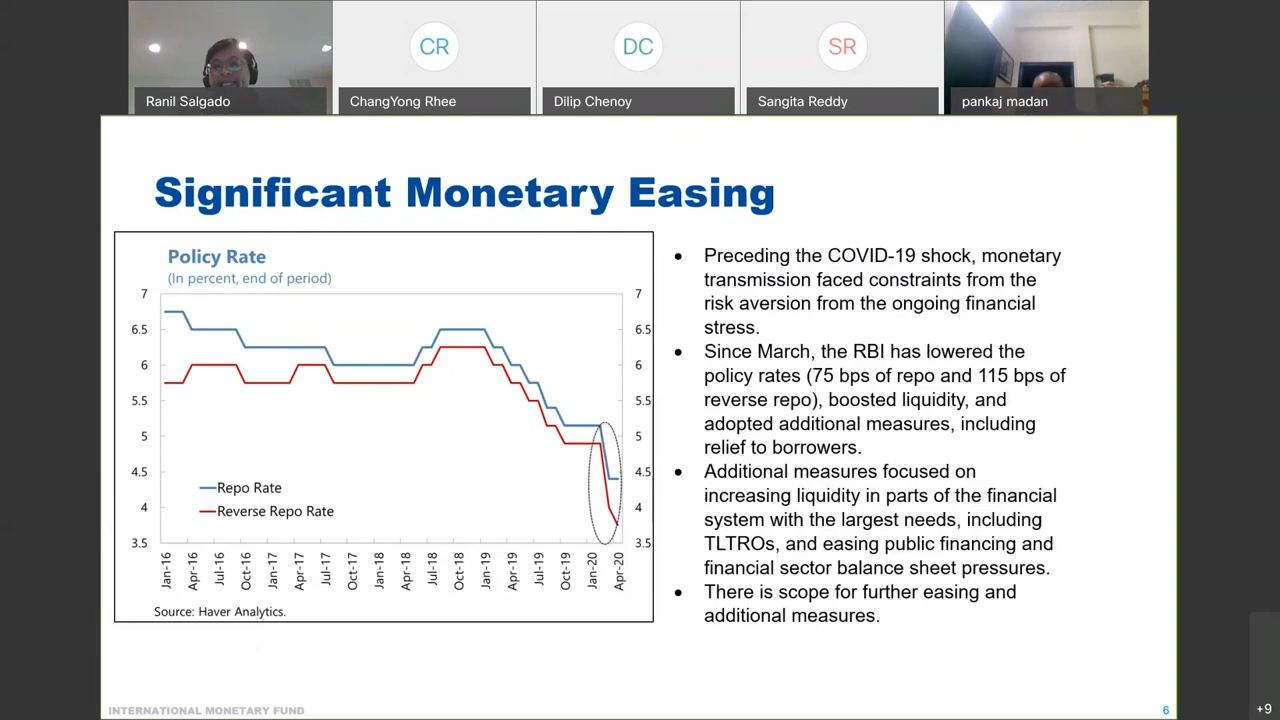 CR
DC
SR
Ranil Salgado
ChangYong Rhee
Dilip Chenoy
Sangita Reddy
pankaj madan
Significant Monetary Easing
Policy Rate
(In percent, end of period)
7
6.5
6
5.5
5
4.5
4
3.5
7
6.5
6
5.5
5
4.5
4
3.5
Repo Rate
Reverse Repo Rate
Jan-16
Apr-16
Jul-16
Oct-16
Jan-17
Apr-17
Jul-17
Oct-17
Jan-18
Apr-18
Jul-18
Oct-18
Jan-19
Apr-19
Jul-19
Oct-19
Jan-20
Apr-20
Source: Haver Analytics.
• Preceding the COVID-19 shock, monetary
transmission faced constraints from the
risk aversion from the ongoing financial
stress.
• Since March, the RBI has lowered the
policy rates (75 bps of repo and 115 bps of
reverse repo), boosted liquidity, and
adopted additional measures, including
relief to borrowers.
• Additional measures focused on
increasing liquidity in parts of the financial
system with the largest needs, including
TLTROs, and easing public financing and
financial sector balance sheet pressures.
• There is scope for further easing and
additional measures.
INTERNATIONAL MONETARY FUND
6
+9